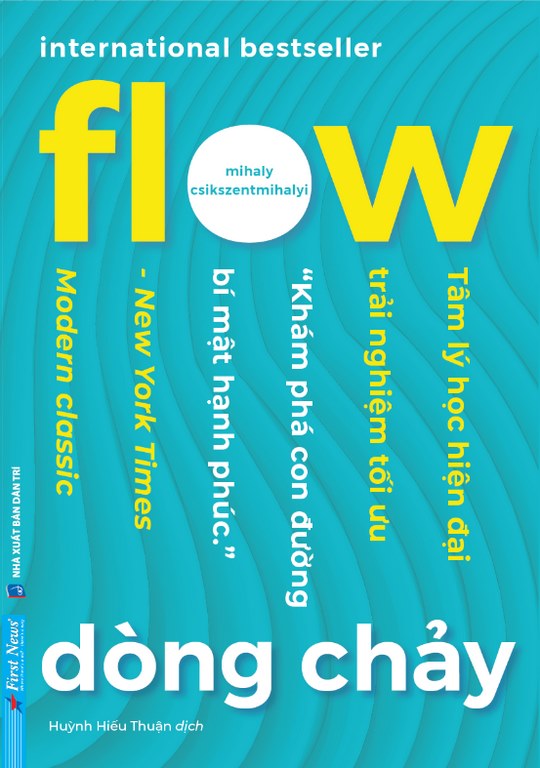 international bestseller
flow
mihaly
csikszentmihalyi
Tâm lý học hiện đại
trải nghiệm tối ưu
“Khám phá con đường
bí mật hạnh phúc.”
- New York Times
Modern classic
NHÀ XUẤT BẢN DÂN TRÍ
First News
dòng chảy
Huỳnh Hiếu Thuận dịch